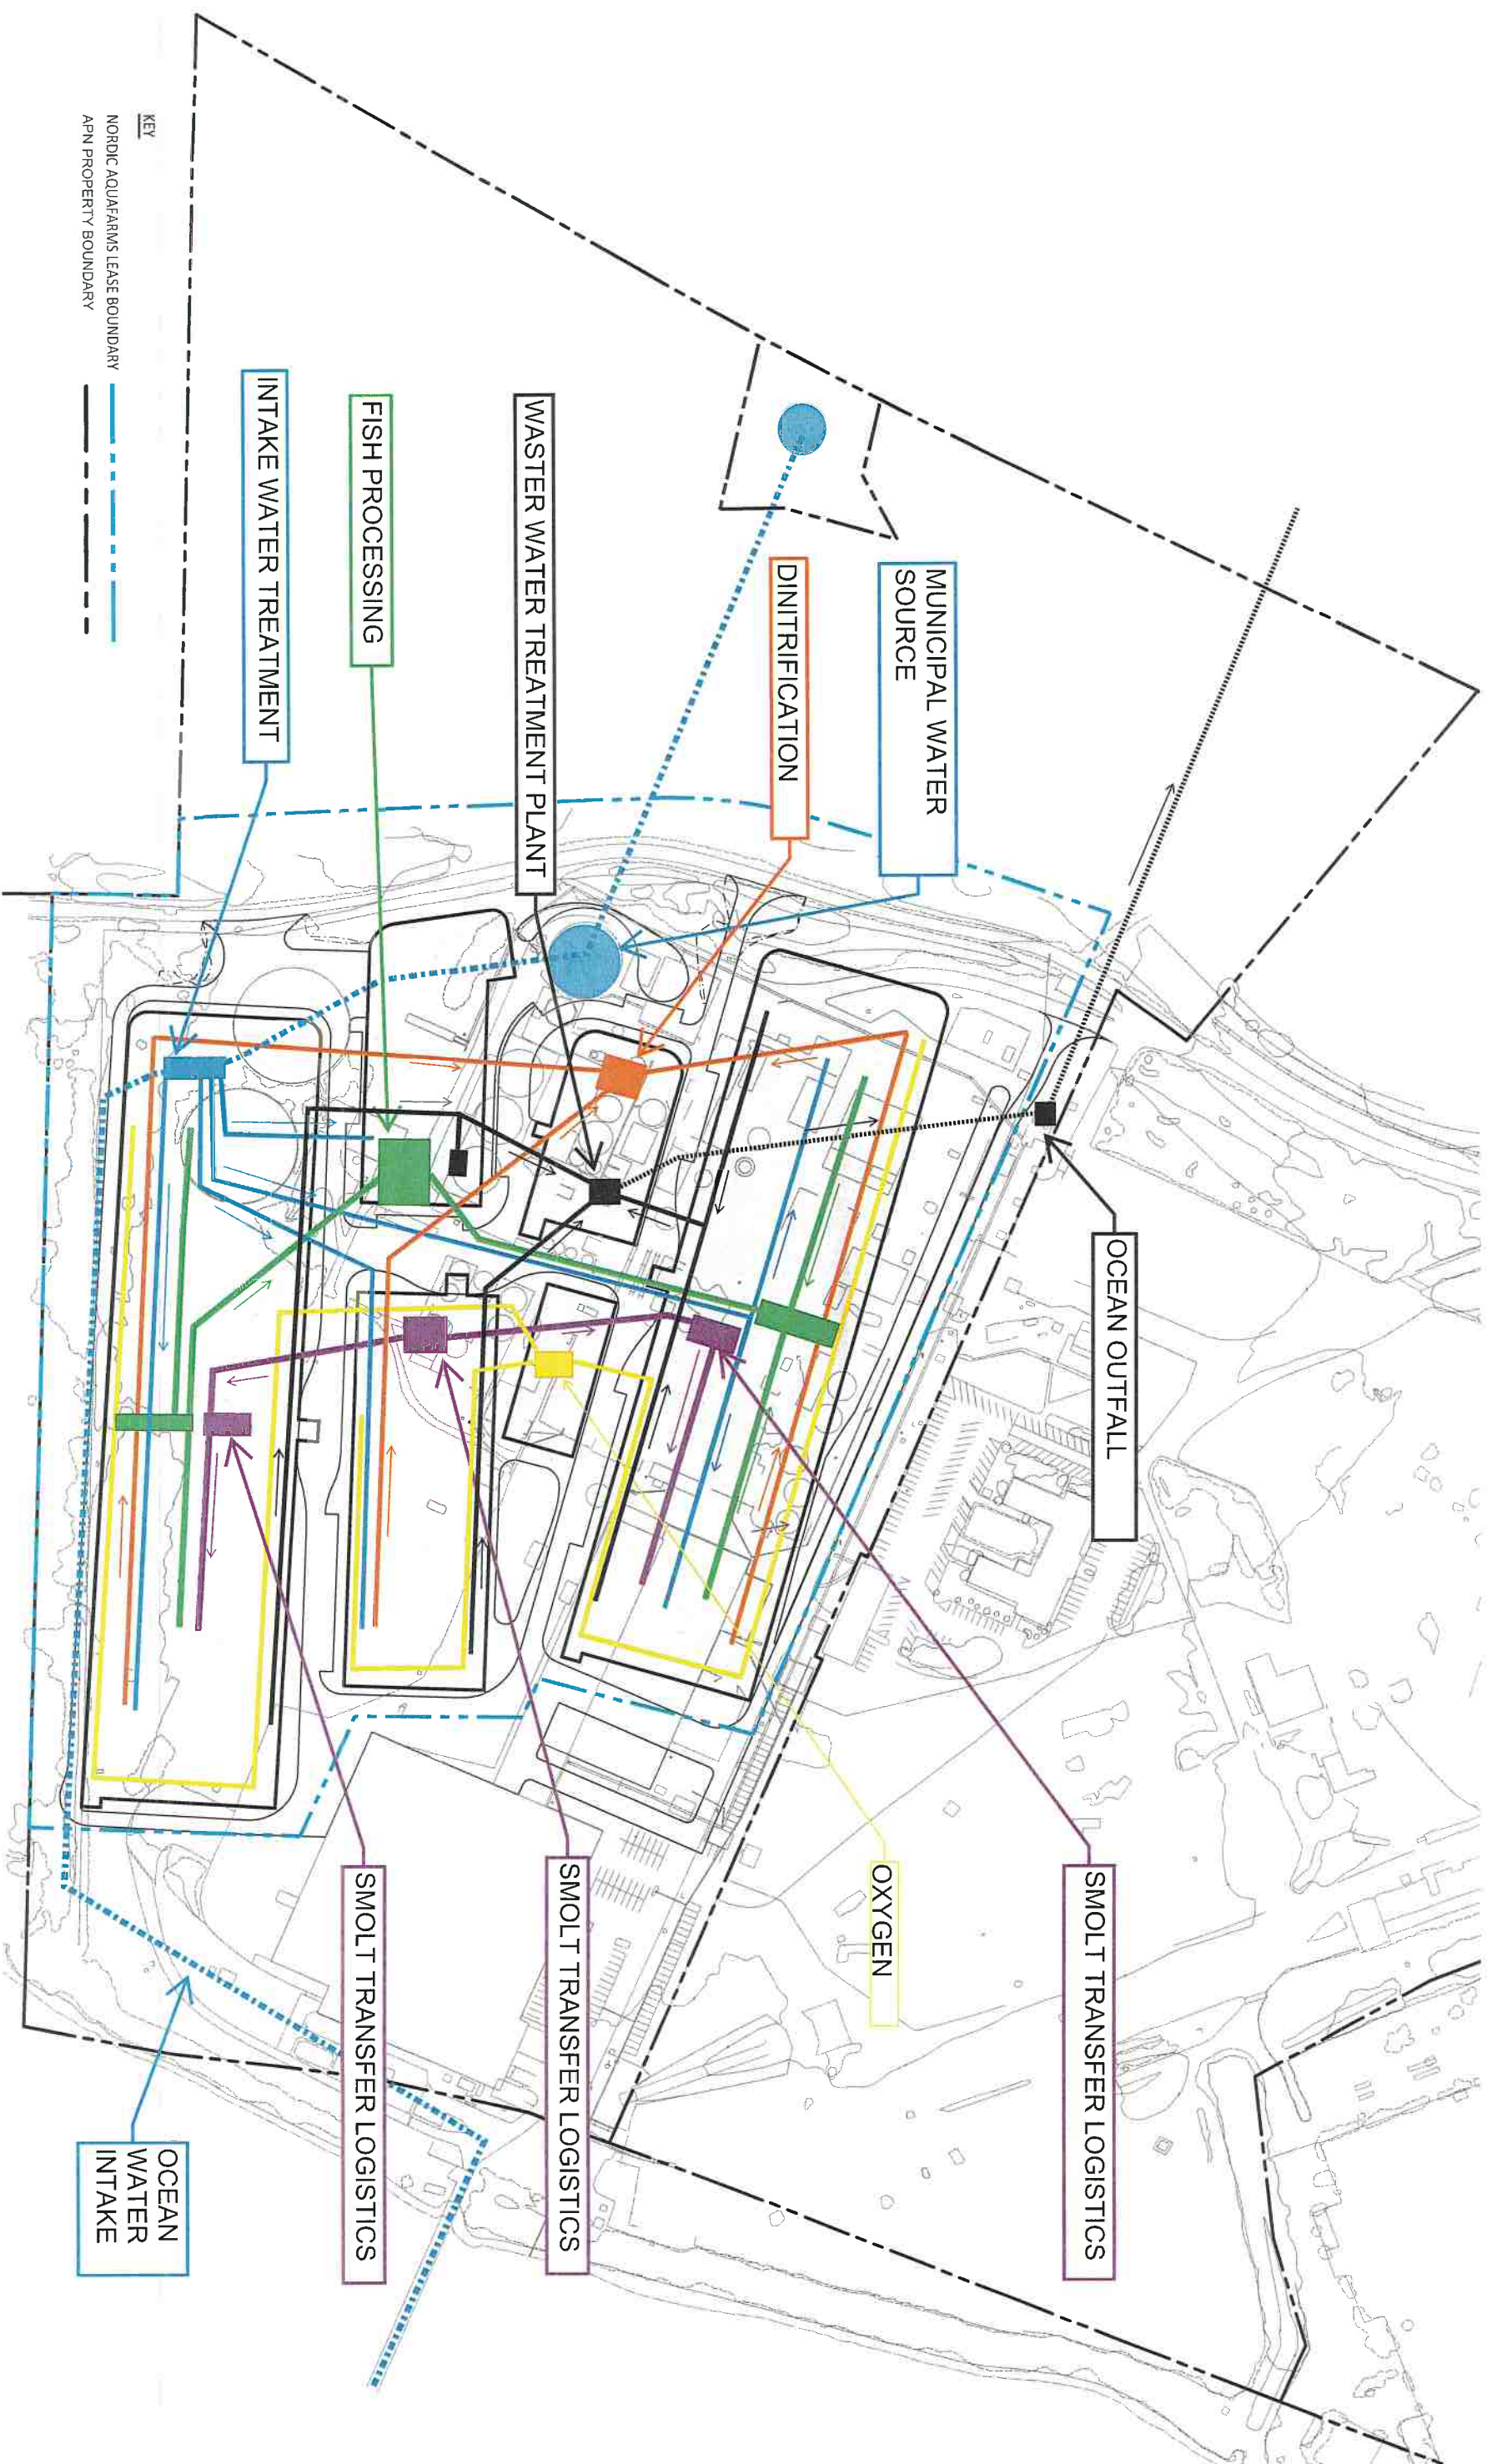 OCEAN OUTFALL
SMOLT TRANSFER LOGISTICS
MUNICIPAL WATER
SOURCE
OXYGEN
DINITRIFICATION
WASTER WATER TREATMENT PLANT
SMOLT TRANSFER LOGISTICS
FISH PROCESSING
SMOLT TRANSFER LOGISTICS
INTAKE WATER TREATMENT
OCEAN
WATER
INTAKE
KEY
NORDIC AQUAFARMS LEASE BOUNDARY
APN PROPERTY BOUNDARY